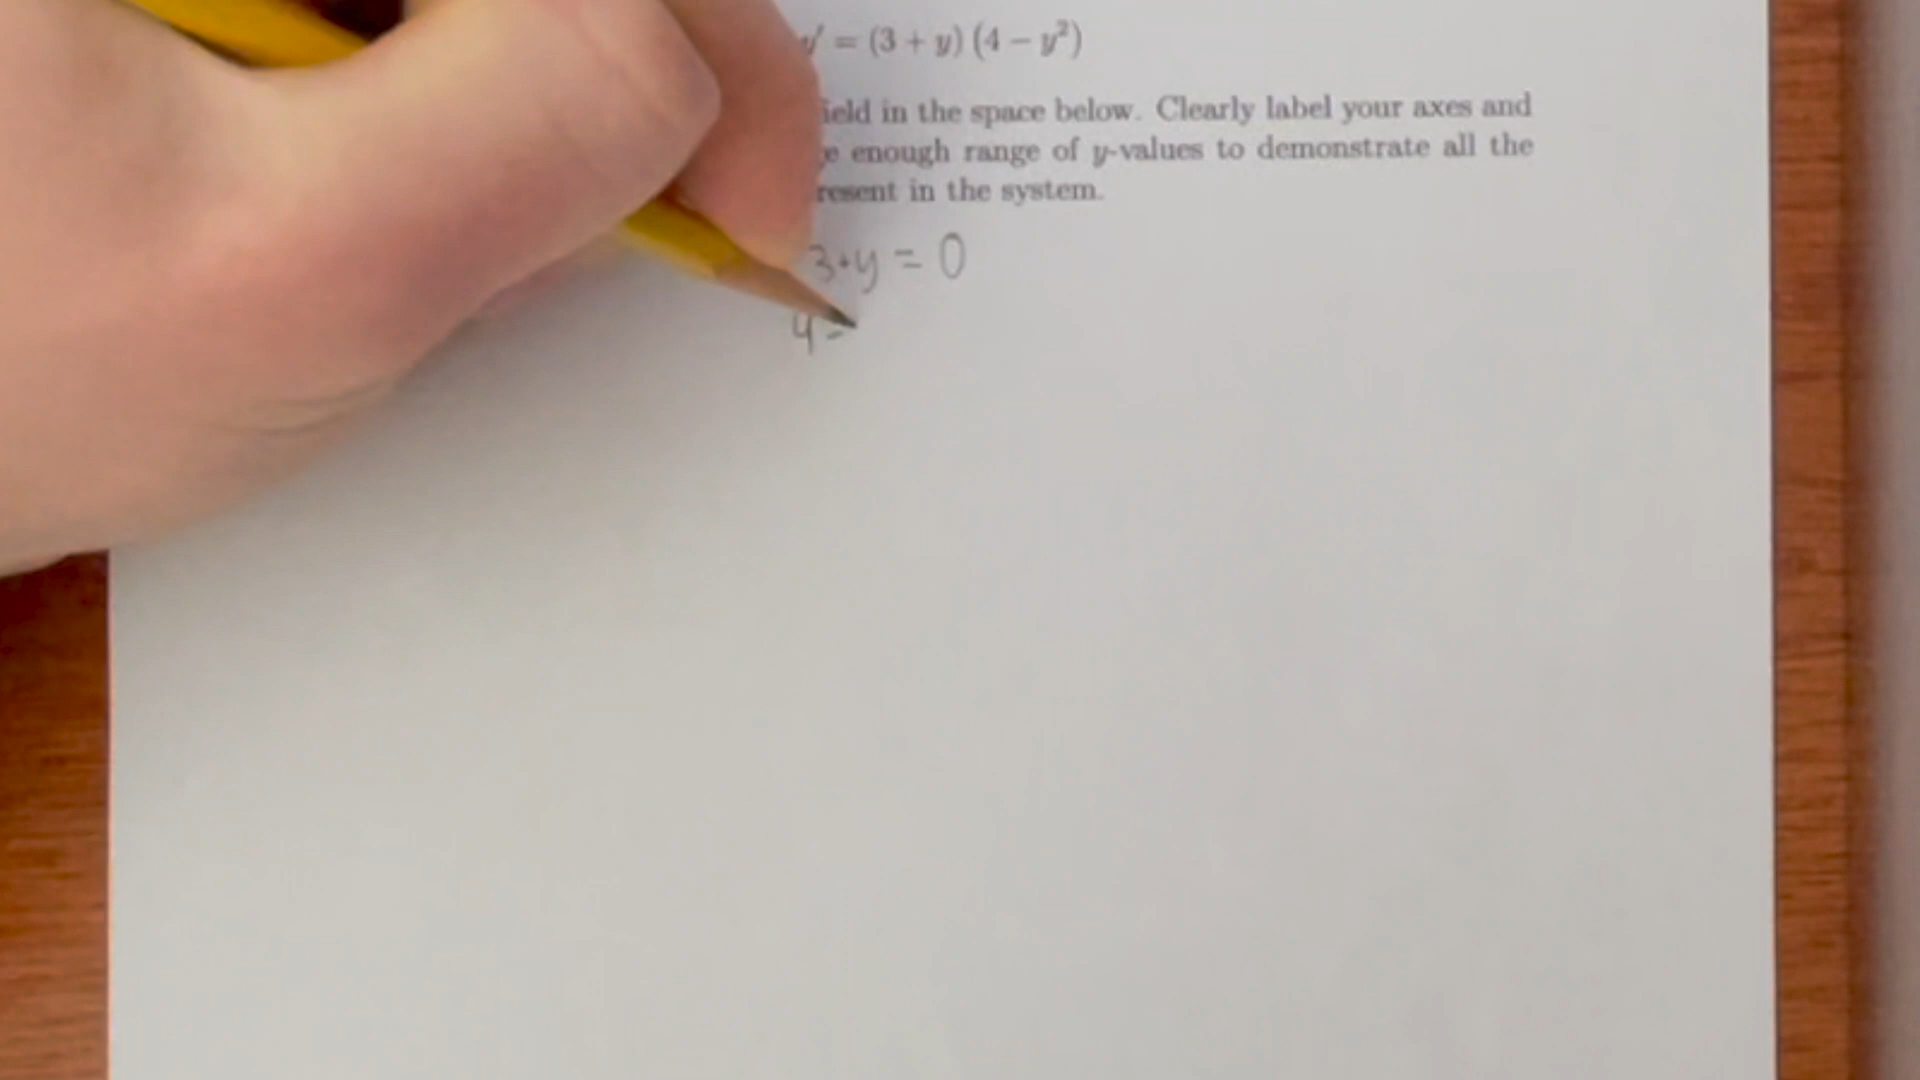 y' = (3 + y) (4 − y²)
ield in the space below. Clearly label your axes and
e enough range of y-values to demonstrate all the
resent in the system.
3+y = 0
4-